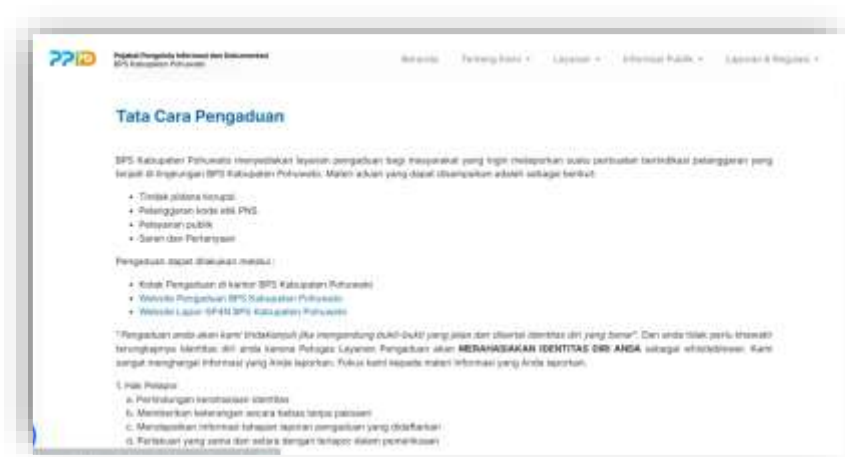 PPID
Pejabat Pengelola Informasi dan Dokumentasi
BPS Kabupaten Pohuwato
Beranda Tentang Kami Layanan Informasi Publik Laporan & Regulasi
Tata Cara Pengaduan
BPS Kabupaten Pohuwato menyediakan layanan pengaduan bagi masyarakat yang ingin melaporkan suatu perbuatan berindikasi pelanggaran yang
terjadi di lingkungan BPS Kabupaten Pohuwato. Materi aduan yang dapat disampaikan adalah sebagai berikut:
• Tindak pidana korupsi
• Pelanggaran kode etik PNS
• Pelayanan publik
• Saran dan Pertanyaan
Pengaduan dapat dilakukan melalui :
• Kotak Pengaduan di kantor BPS Kabupaten Pohuwato
• Website Pengaduan BPS Kabupaten Pohuwato
• Website Lapor-SP4N BPS Kabupaten Pohuwato
"Pengaduan anda akan kami tindaklanjuti jika mengandung bukti-bukti yang jelas dan disertai identitas diri yang benar". Dan anda tidak perlu khawatir
terungkapnya identitas diri anda karena Petugas Layanan Pengaduan akan MERAHASIAKAN IDENTITAS DIRI ANDA sebagai whistleblower. Kami
sangat menghargai informasi yang Anda laporkan. Fokus kami kepada materi informasi yang Anda laporkan.
1. Hak Pelapor
a. Perlindungan kerahasiaan identitas
b. Memberikan keterangan secara bebas tanpa paksaan
c. Mendapatkan informasi tahapan laporan pengaduan yang didaftarkan
d. Perlakuan yang sama dan setara dengan terlapor dalam pemeriksaan